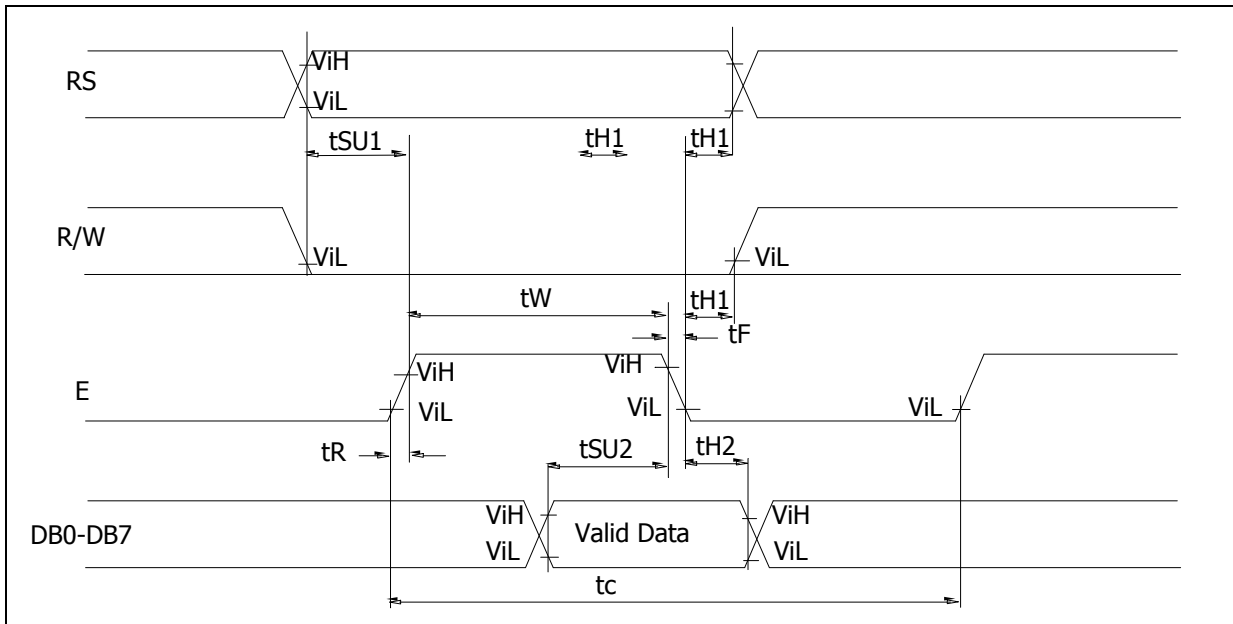 ViH
RS
ViL
tSU1 tH1 tH1
R/W
ViL ViL
tW tH1
tF
ViH ViH
E
ViL ViL ViL
tR tSU2 tH2
ViH ViH
DB0-DB7 Valid Data
ViL ViL
tc